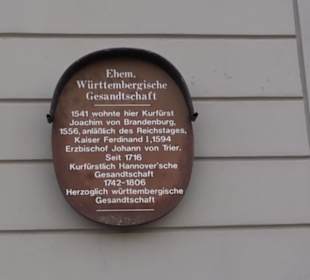 Ehem.
Württembergische
Gesandtschaft
1541 wohnte hier Kurfürst
Joachim von Brandenburg,
1556, anläßlich des Reichstages,
Kaiser Ferdinand I, 1594
Erzbischof Johann von Trier.
Seit 1716
Kurfürstlich Hannover'sche
Gesandtschaft
1742-1806
Herzoglich württembergische
Gesandtschaft